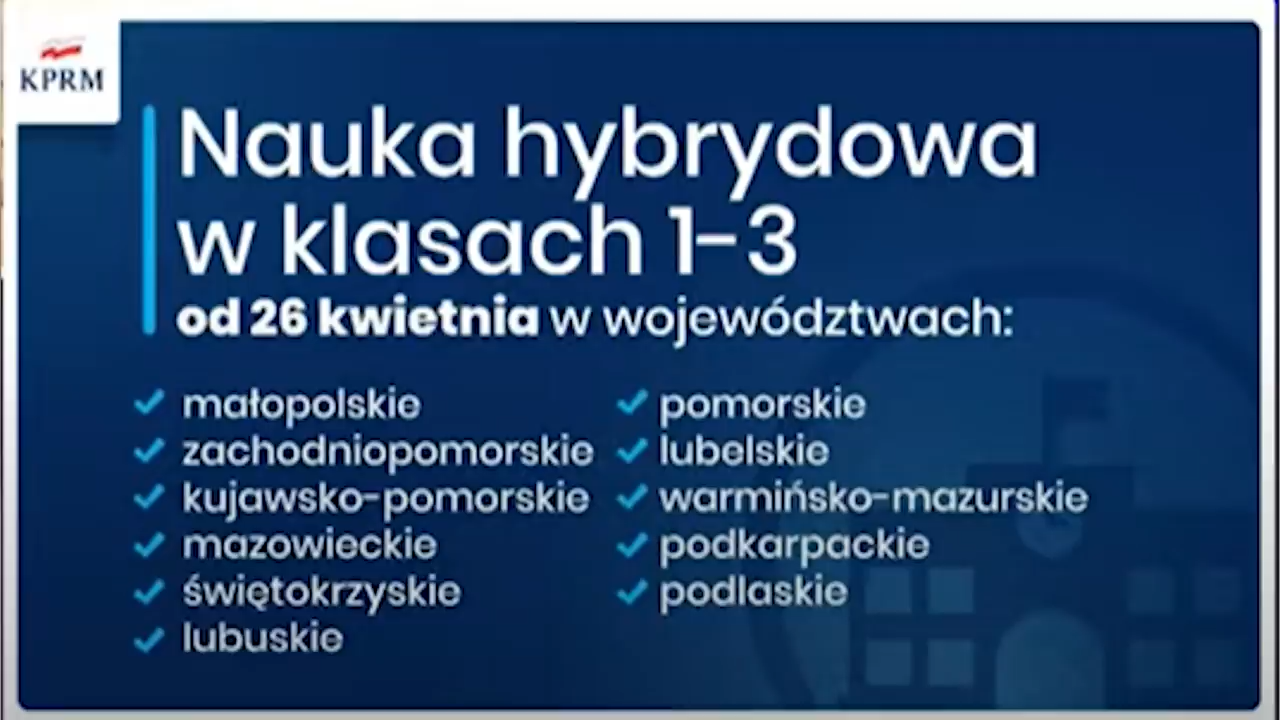 KPRM
Nauka hybrydowa
w klasach 1-3
od 26 kwietnia w województwach:
małopolskie
zachodniopomorskie
kujawsko-pomorskie
mazowieckie
świętokrzyskie
lubuskie
pomorskie
lubelskie
warmińsko-mazurskie
podkarpackie
podlaskie